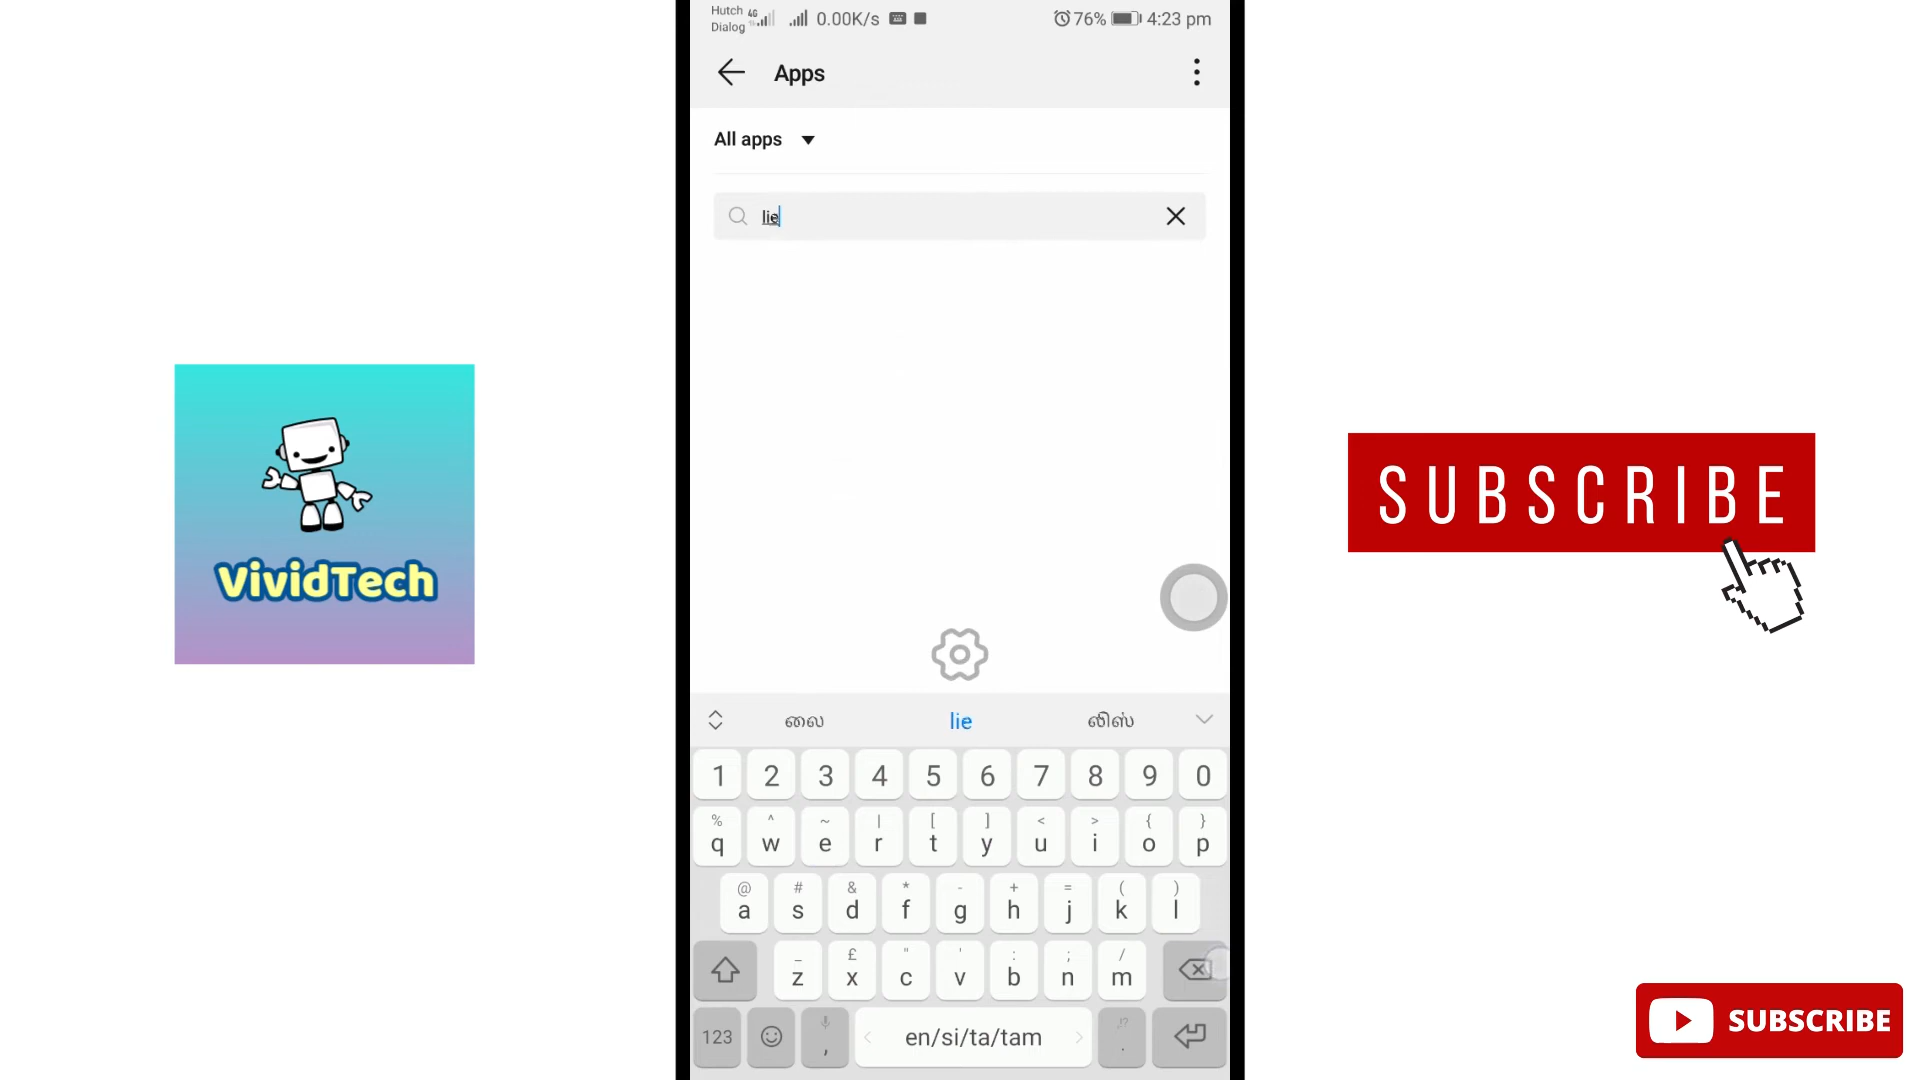 Hutch 4G 0.00K/s 76% 4:23 pm
Dialog
Apps
All apps
lie
VividTech
SUBSCRIBE
லை lie லிஸ்
1 2 3 4 5 6 7 8 9 0
% ^ ~ | [ ] < > { }
q w e r t y u i o p
@ # & * - + = ( )
a s d f g h j k l
_ £ " ' : ; /
z x c v b n m
123 , < en/si/ta/tam > !? .
SUBSCRIBE